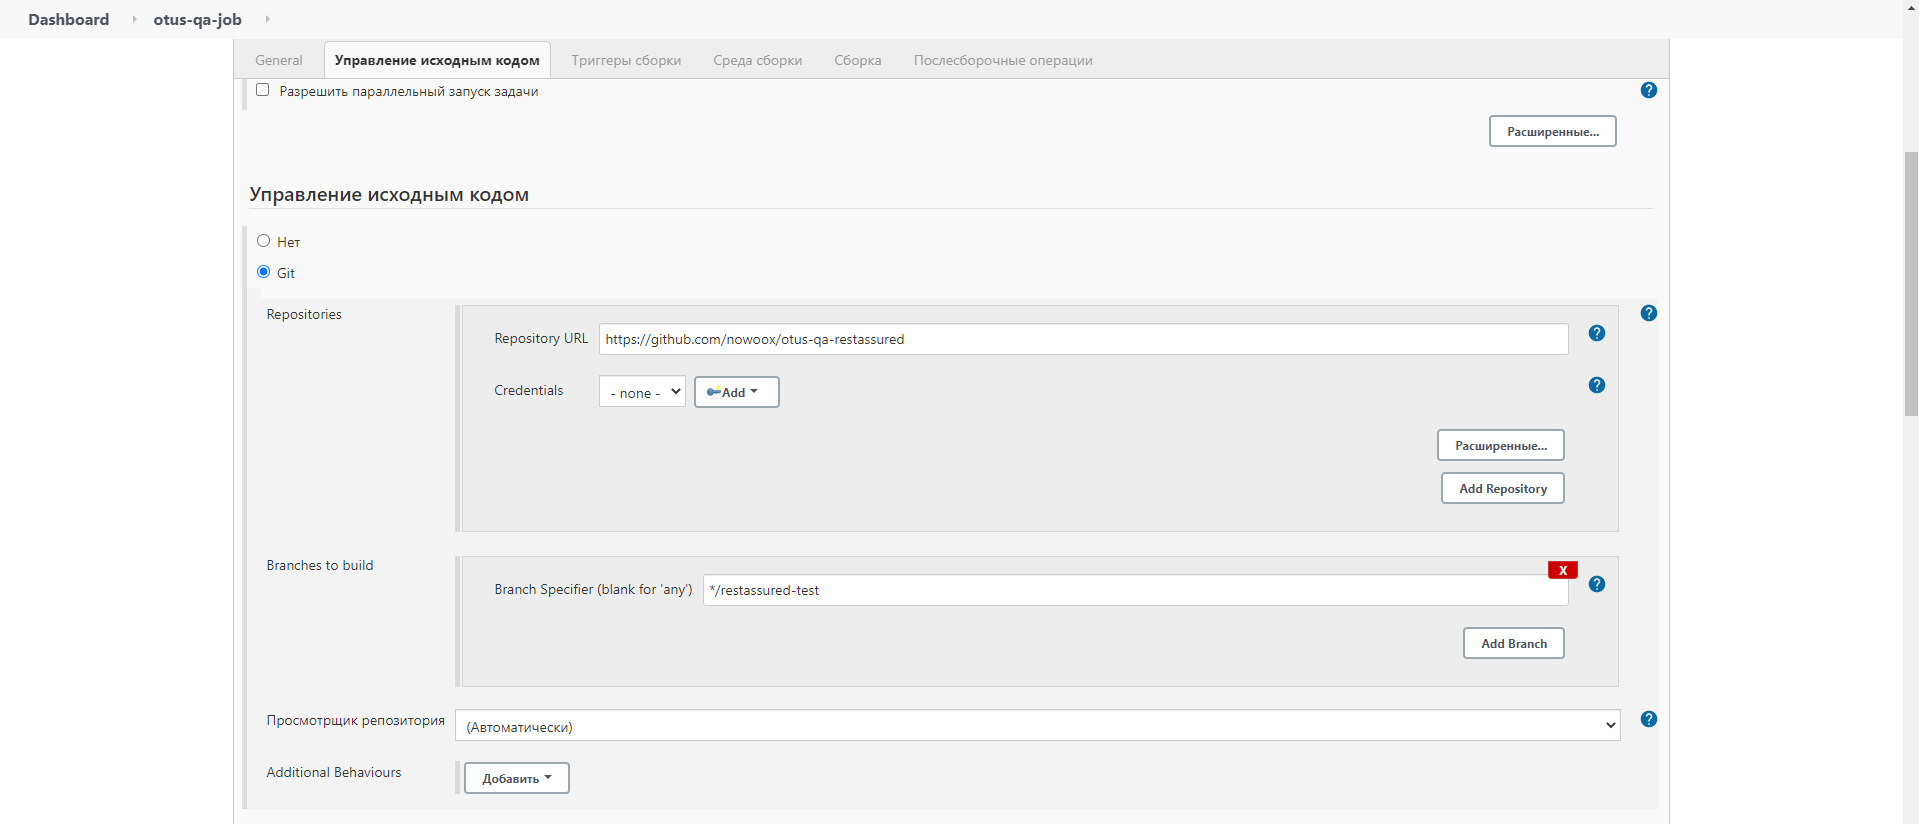 Dashboard otus-qa-job
General Управление исходным кодом Триггеры сборки Среда сборки Сборка Послесборочные операции
Разрешить параллельный запуск задачи
Расширенные...
Управление исходным кодом
Нет
Git
Repositories
Repository URL https://github.com/nowoox/otus-qa-restassured
Credentials - none - Add
Расширенные...
Add Repository
Branches to build
X
Branch Specifier (blank for 'any') */restassured-test
Add Branch
Просмотрщик репозитория (Автоматически)
Additional Behaviours Добавить